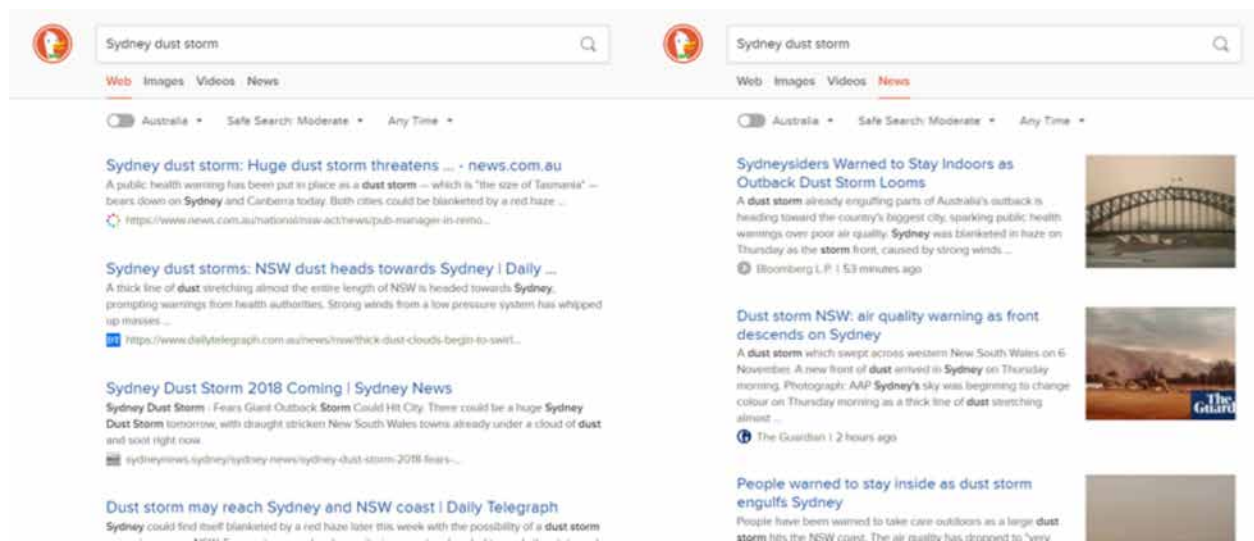 Sydney dust storm
Web Images Videos News
Australia Safe Search: Moderate Any Time
Sydney dust storm: Huge dust storm threatens ... - news.com.au
A public health warning has been put in place as a dust storm — which is "the size of Tasmania" —
bears down on Sydney and Canberra today. Both cities could be blanketed by a red haze ...
https://www.news.com.au/national/nsw-act/news/pub-manager-in-remo...
Sydney dust storms: NSW dust heads towards Sydney | Daily ...
A thick line of dust stretching almost the entire length of NSW is headed towards Sydney,
prompting warnings from health authorities. Strong winds from a low pressure system has whipped
up masses ...
DT https://www.dailytelegraph.com.au/news/nsw/thick-dust-clouds-begin-to-swirl...
Sydney Dust Storm 2018 Coming | Sydney News
Sydney Dust Storm - Fears Giant Outback Storm Could Hit City. There could be a huge Sydney
Dust Storm tomorrow, with draught stricken New South Wales towns already under a cloud of dust
and soot right now.
sydneynews.sydney/sydney-news/sydney-dust-storm-2018-fears-...
Dust storm may reach Sydney and NSW coast | Daily Telegraph
Sydney could find itself blanketed by a red haze later this week with the possibility of a dust storm
Sydney dust storm
Web Images Videos News
Australia Safe Search: Moderate Any Time
Sydneysiders Warned to Stay Indoors as
Outback Dust Storm Looms
A dust storm already engulfing parts of Australia's outback is
heading toward the country's biggest city, sparking public health
warnings over poor air quality. Sydney was blanketed in haze on
Thursday as the storm front, caused by strong winds ...
Bloomberg L.P. | 53 minutes ago
Dust storm NSW: air quality warning as front
descends on Sydney
A dust storm which swept across western New South Wales on 6
November. A new front of dust arrived in Sydney on Thursday
morning. Photograph: AAP Sydney's sky was beginning to change
colour on Thursday morning as a thick line of dust stretching
almost ...
The Guardian | 2 hours ago
The
Guard
People warned to stay inside as dust storm
engulfs Sydney
People have been warned to take care outdoors as a large dust
storm hits the NSW coast. The air quality has dropped to "very